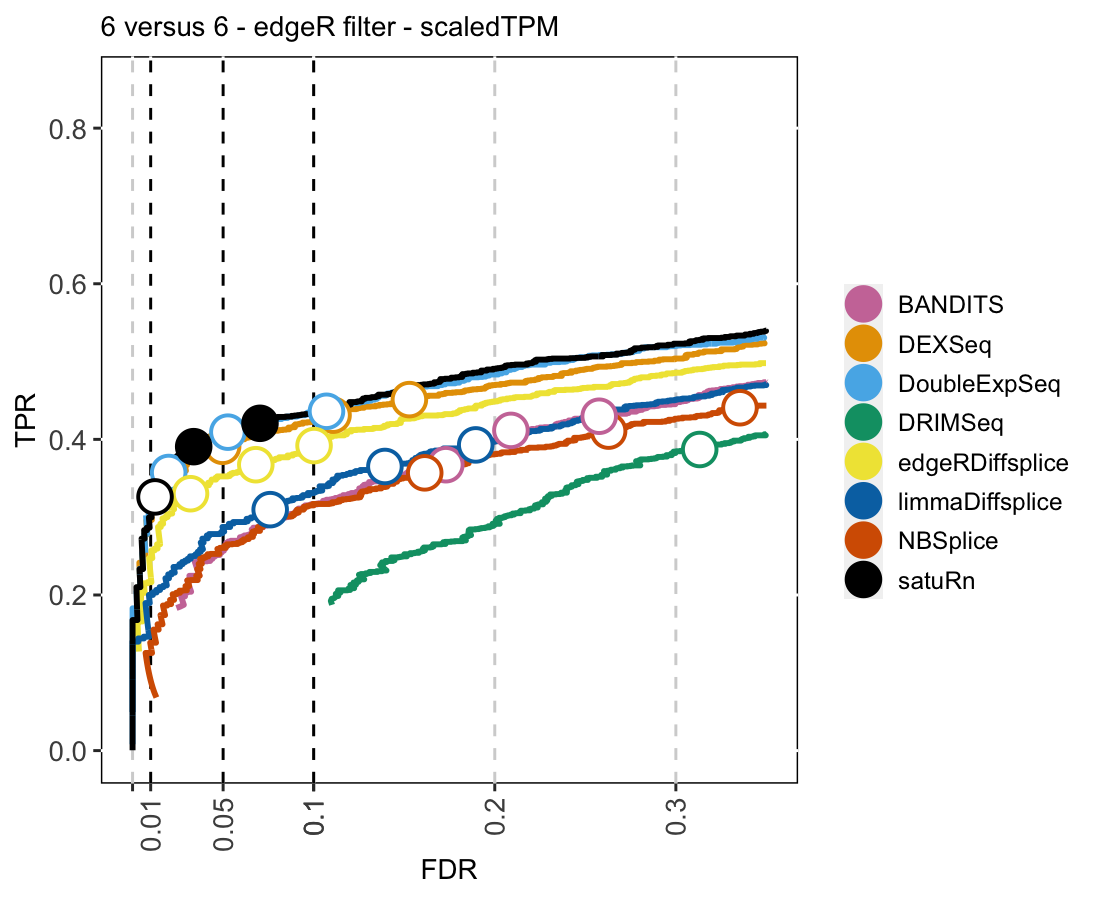 6 versus 6 - edgeR filter - scaledTPM
TPR
0.8
0.6
0.4
0.2
0.0
0.01
0.05
0.1
0.2
0.3
FDR
BANDITS
DEXSeq
DoubleExpSeq
DRIMSeq
edgeRDiffsplice
limmaDiffsplice
NBSplice
satuRn